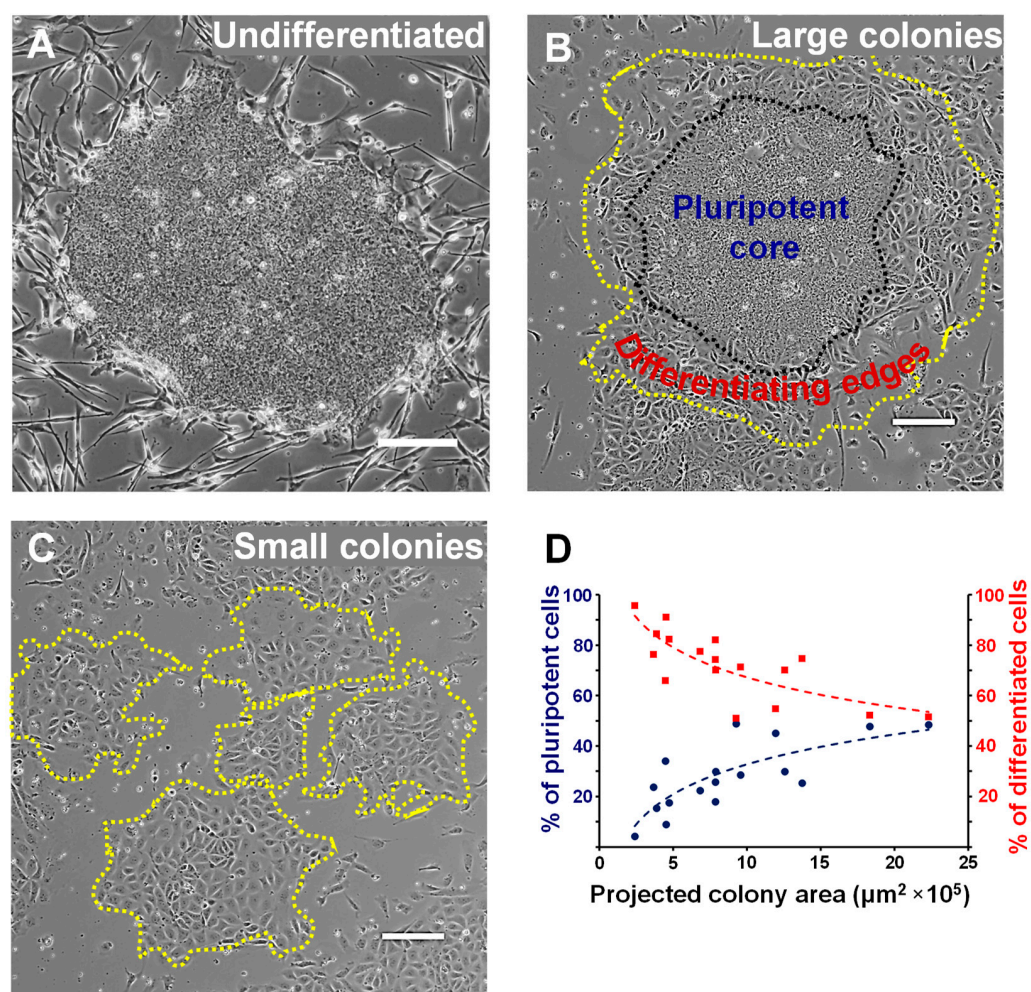 A
Undifferentiated
B
Large colonies
Pluripotent
core
Differentiating edges
C
Small colonies
D
% of pluripotent cells
100
80
60
40
20
0
5
10
15
20
25
Projected colony area (µm² ×10⁵)
100
80
60
40
20
% of differentiated cells